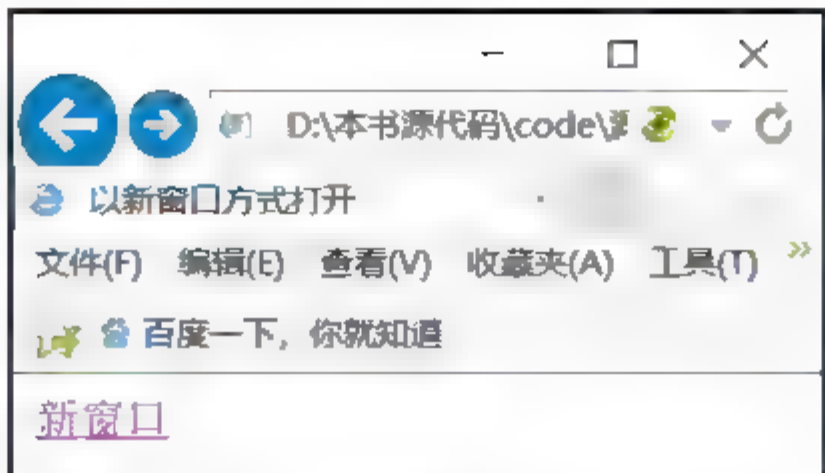 D:\本书源代码\code\
以新窗口方式打开
文件(F) 编辑(E) 查看(V) 收藏夹(A) 工具(T) »
百度一下，你就知道
新窗口